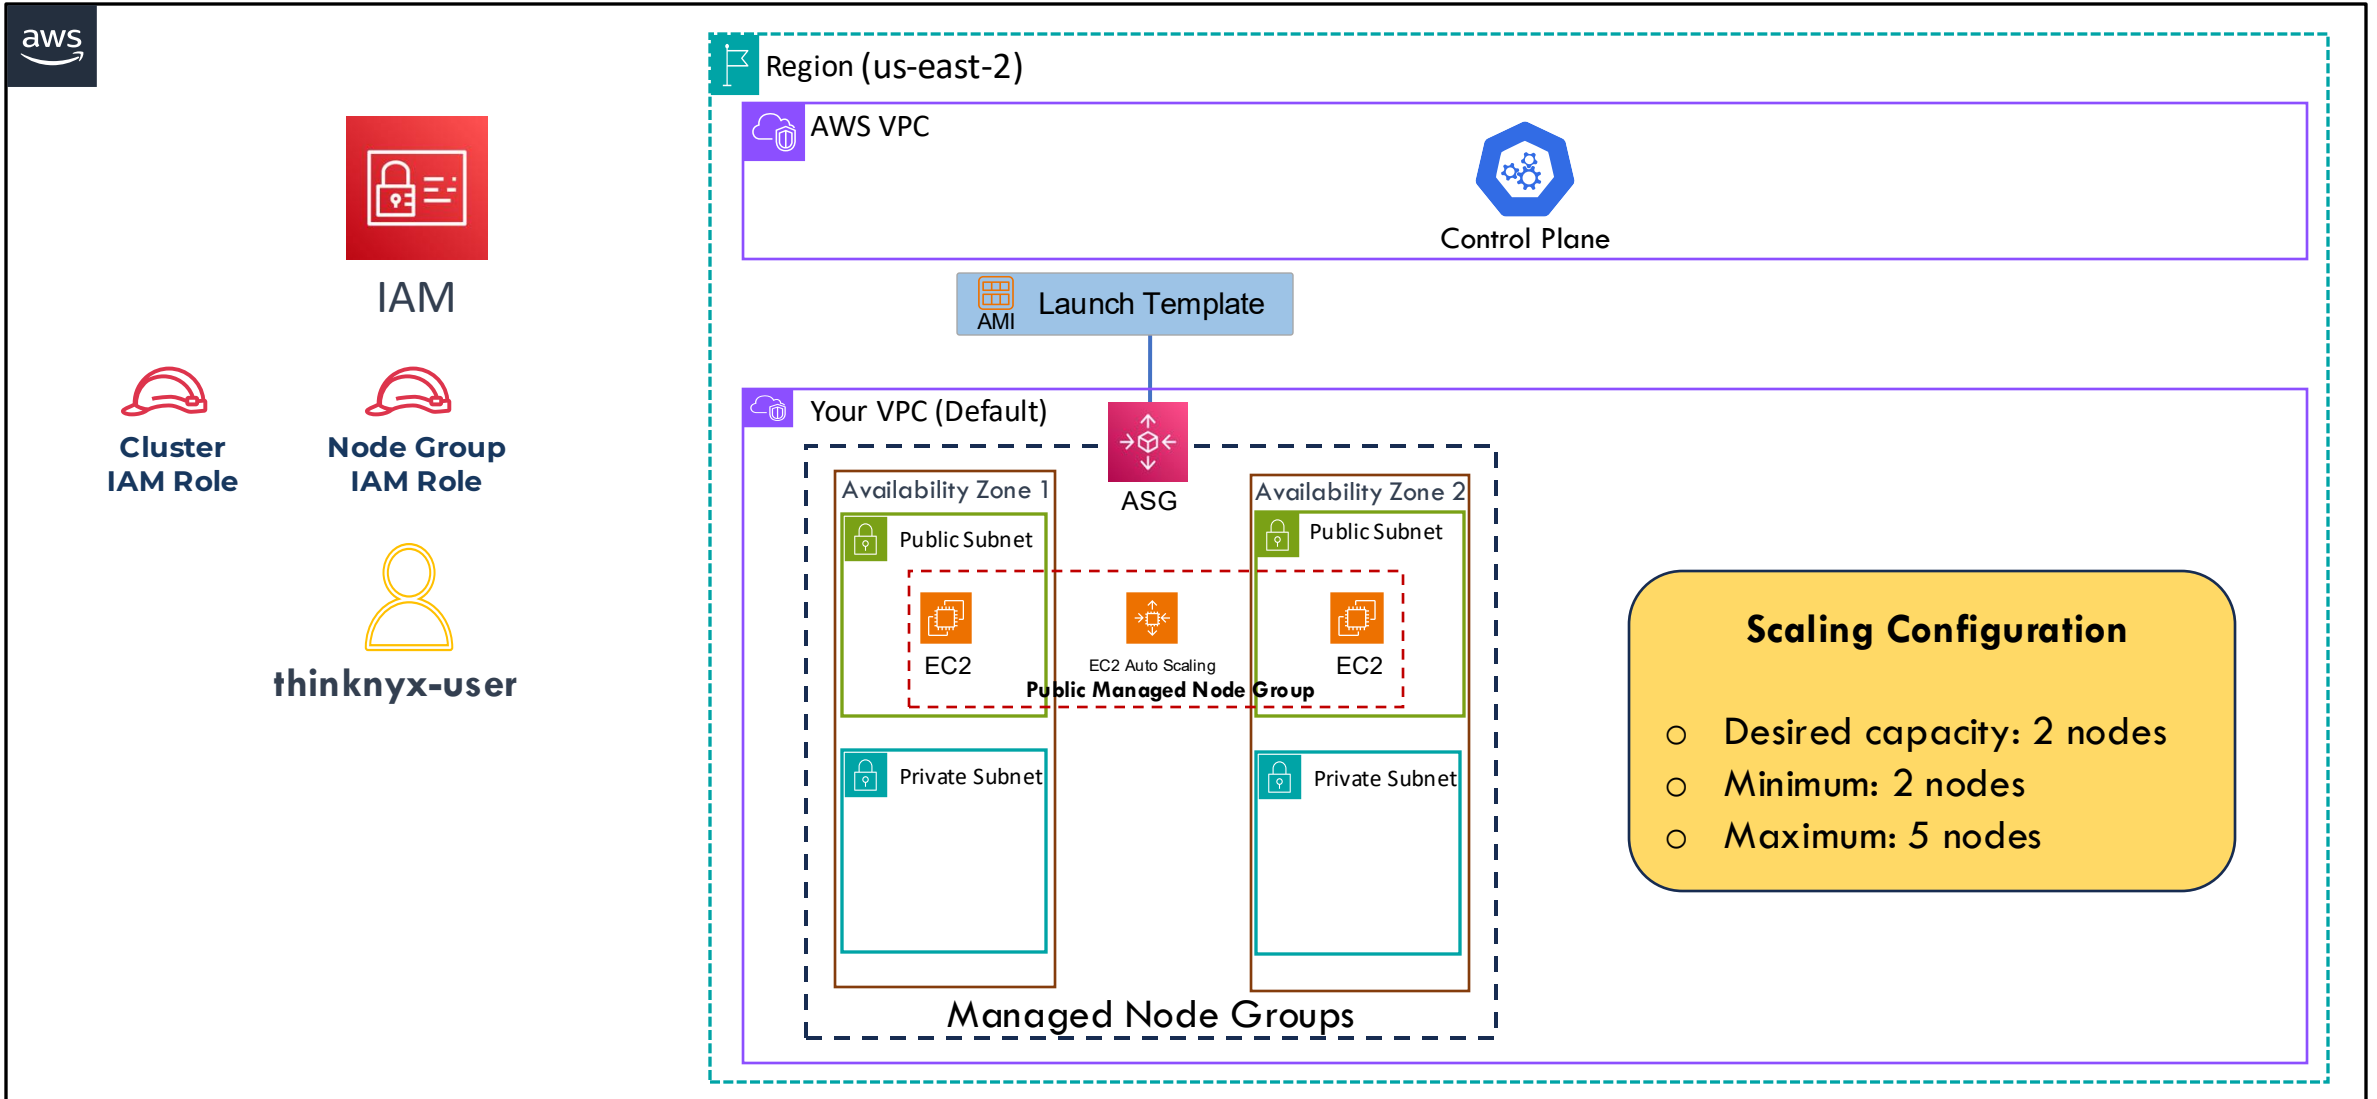 aws
Region (us-east-2)
AWS VPC
Control Plane
IAM
AMI
Launch Template
Cluster
IAM Role
Node Group
IAM Role
thinknyx-user
Your VPC (Default)
ASG
Availability Zone 1
Public Subnet
EC2
Availability Zone 2
Public Subnet
EC2
EC2 Auto Scaling
Public Managed Node Group
Private Subnet
Private Subnet
Managed Node Groups
Scaling Configuration
o Desired capacity: 2 nodes
o Minimum: 2 nodes
o Maximum: 5 nodes